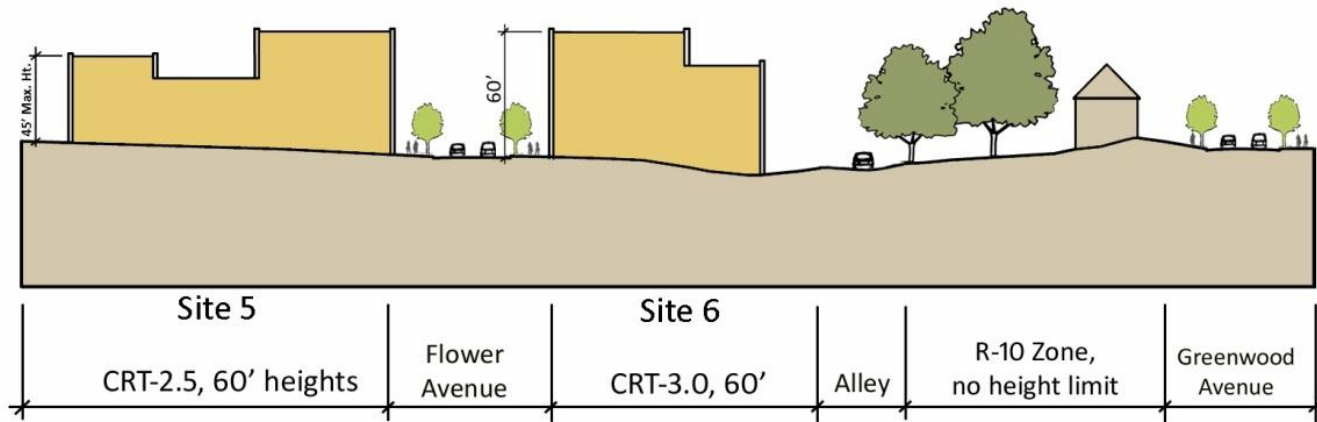 45' Max. Ht.
60'
Site 5
CRT-2.5, 60' heights
Flower
Avenue
Site 6
CRT-3.0, 60'
Alley
R-10 Zone,
no height limit
Greenwood
Avenue